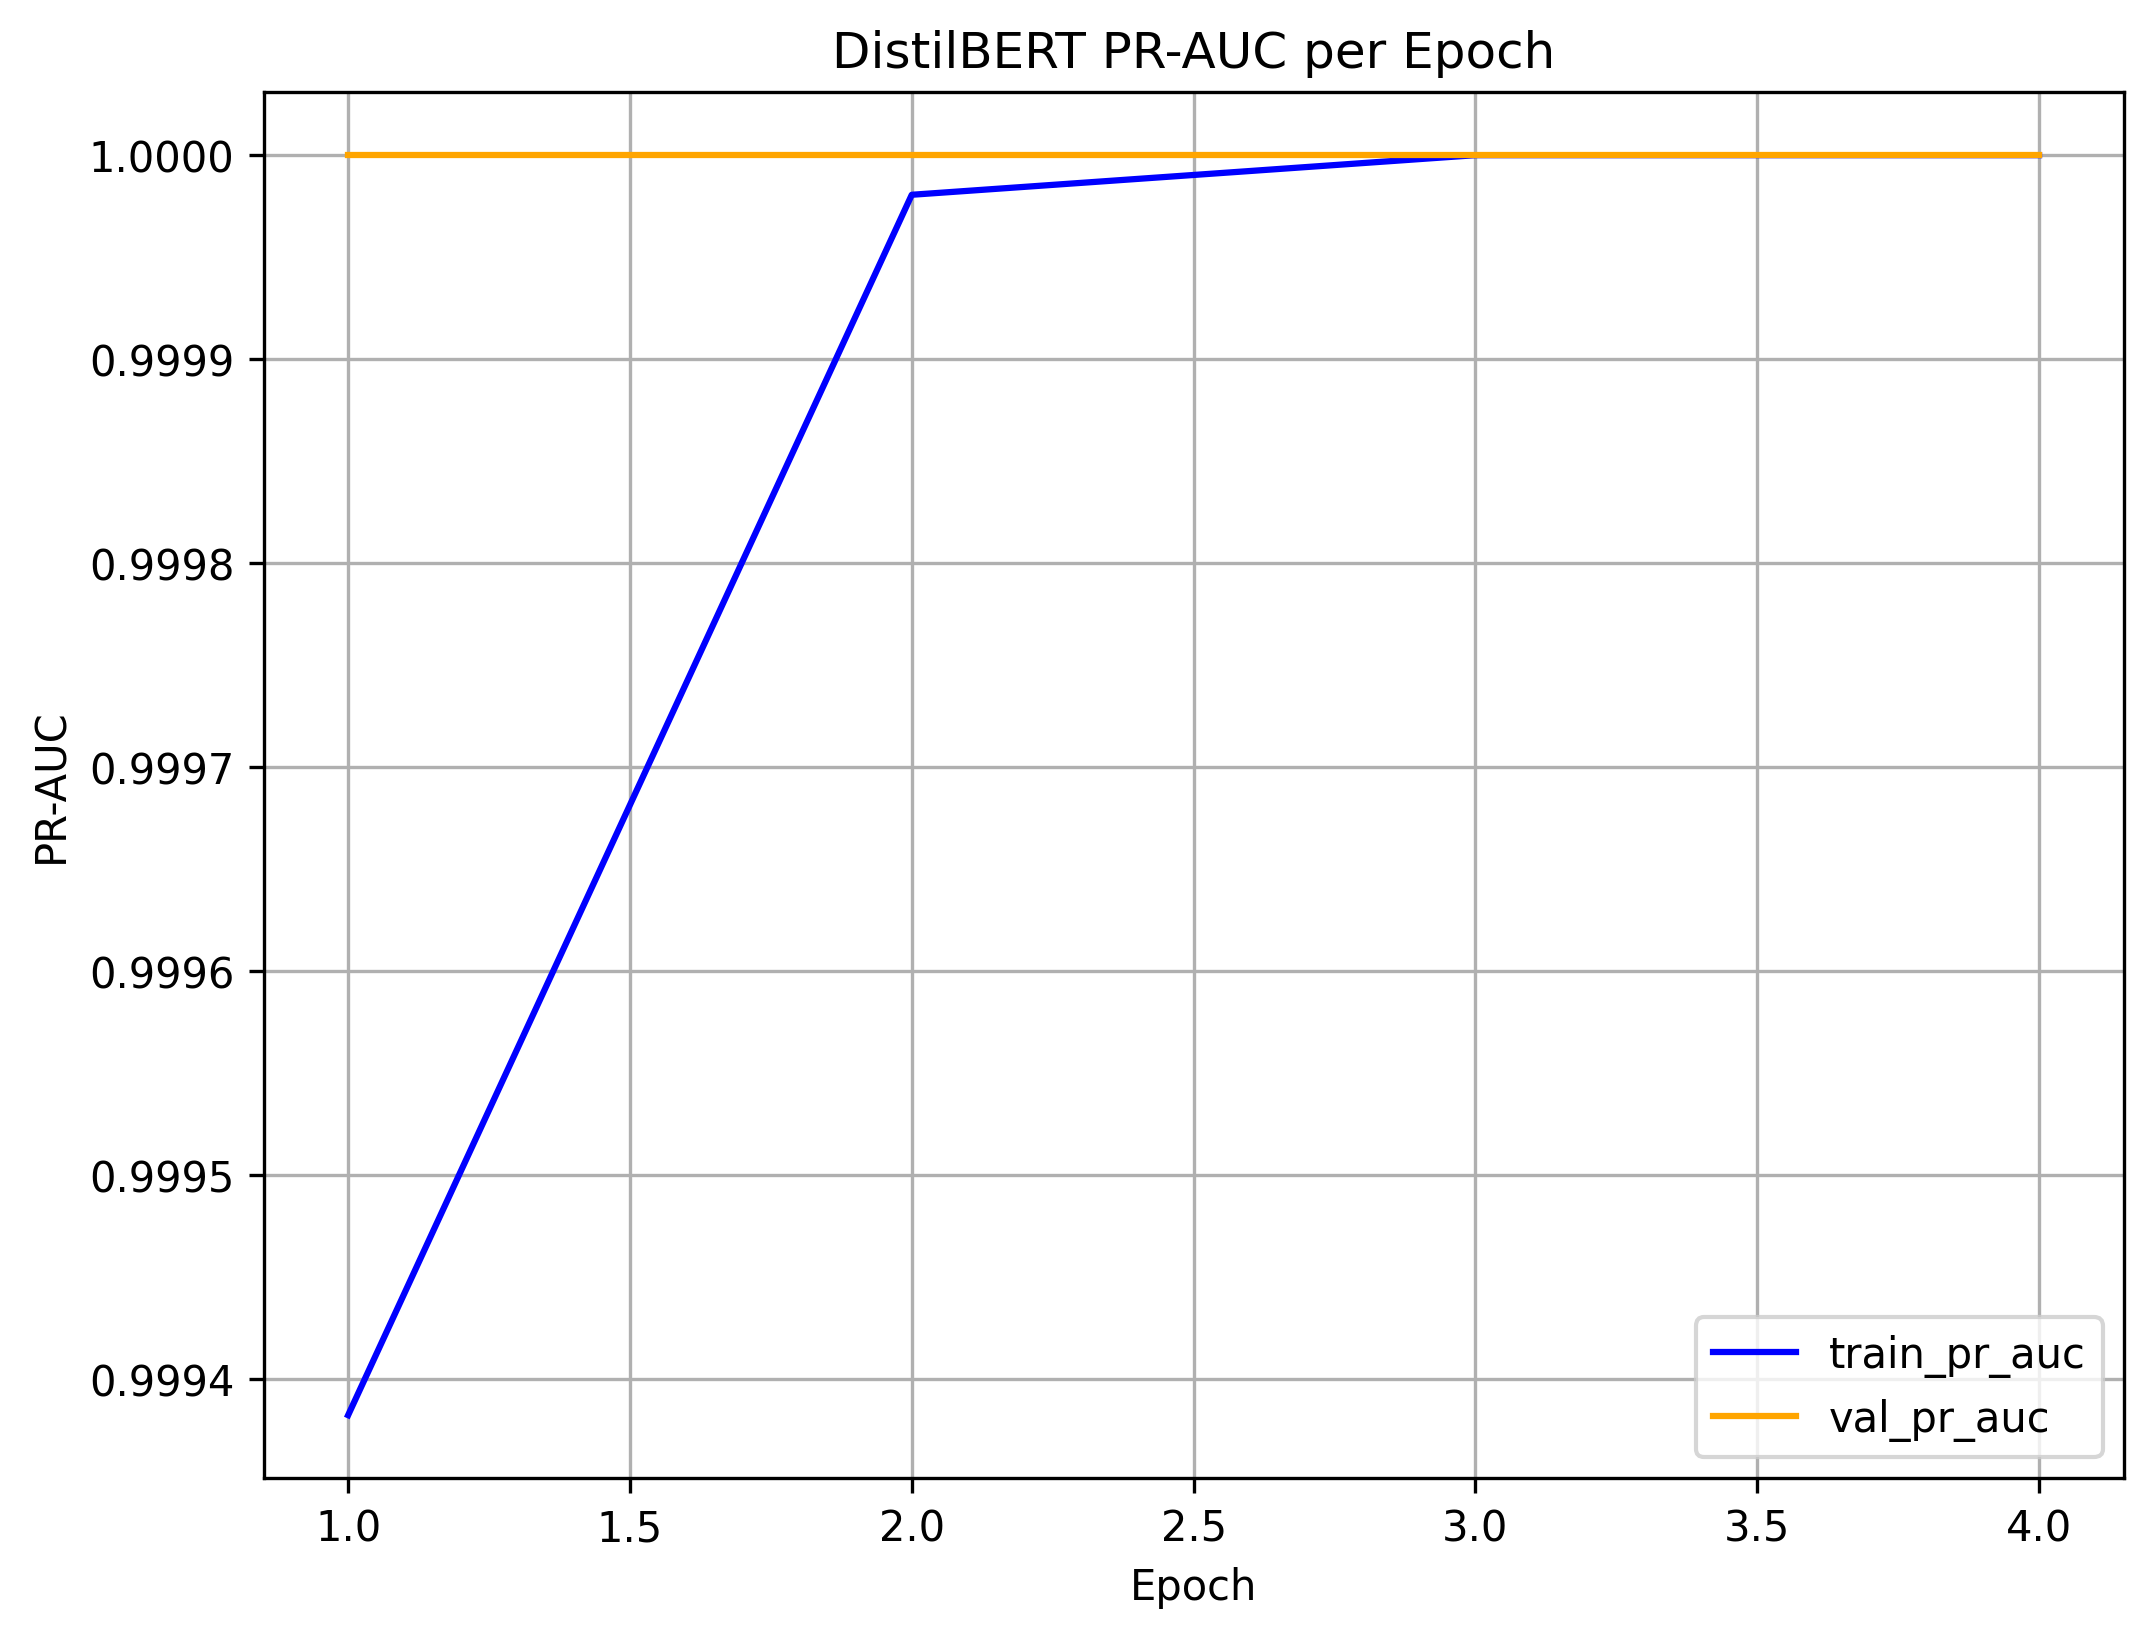 DistilBERT PR-AUC per Epoch
1.0000
0.9999
0.9998
0.9997
0.9996
0.9995
0.9994
PR-AUC
train_pr_auc
val_pr_auc
1.0 1.5 2.0 2.5 3.0 3.5 4.0
Epoch